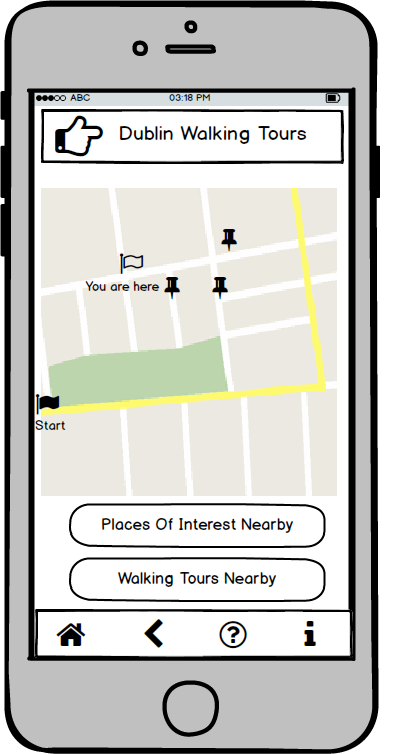 ABC 03:18 PM
Dublin Walking Tours
You are here
Start
Places Of Interest Nearby
Walking Tours Nearby